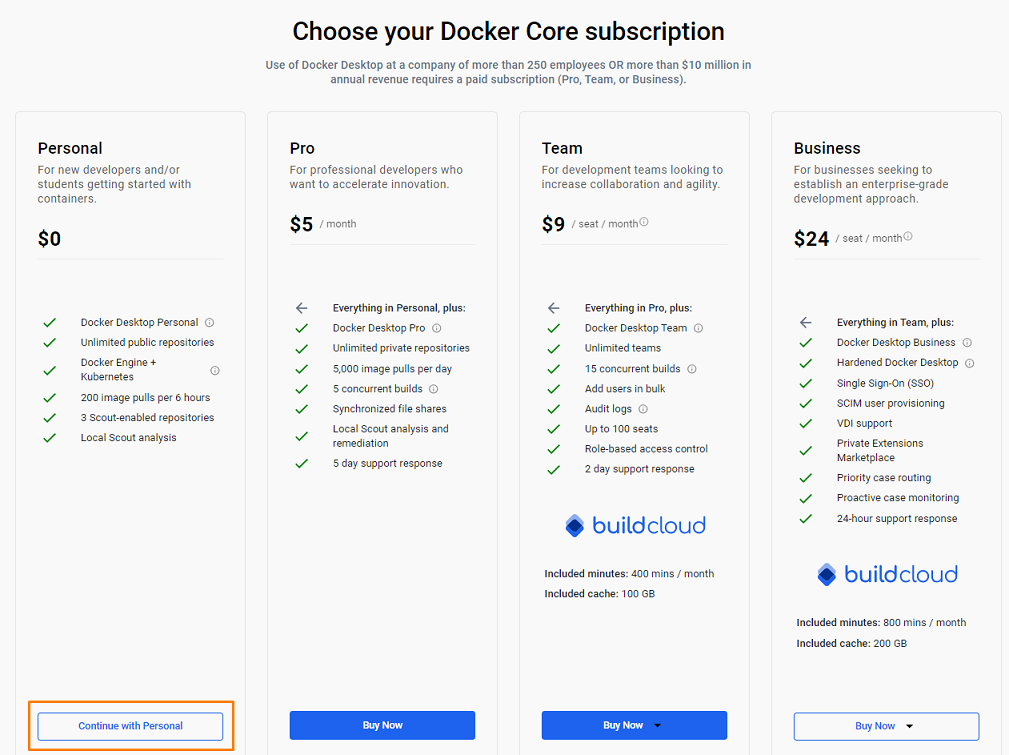 Choose your Docker Core subscription
Use of Docker Desktop at a company of more than 250 employees OR more than $10 million in
annual revenue requires a paid subscription (Pro, Team, or Business).
Personal
For new developers and/or
students getting started with
containers.
$0
Docker Desktop Personal
Unlimited public repositories
Docker Engine +
Kubernetes
200 image pulls per 6 hours
3 Scout-enabled repositories
Local Scout analysis
Continue with Personal
Pro
For professional developers who
want to accelerate innovation.
$5 / month
Everything in Personal, plus:
Docker Desktop Pro
Unlimited private repositories
5,000 image pulls per day
5 concurrent builds
Synchronized file shares
Local Scout analysis and
remediation
5 day support response
Buy Now
Team
For development teams looking to
increase collaboration and agility.
$9 / seat / month
Everything in Pro, plus:
Docker Desktop Team
Unlimited teams
15 concurrent builds
Add users in bulk
Audit logs
Up to 100 seats
Role-based access control
2 day support response
buildcloud
Included minutes: 400 mins / month
Included cache: 100 GB
Buy Now
Business
For businesses seeking to
establish an enterprise-grade
development approach.
$24 / seat / month
Everything in Team, plus:
Docker Desktop Business
Hardened Docker Desktop
Single Sign-On (SSO)
SCIM user provisioning
VDI support
Private Extensions
Marketplace
Priority case routing
Proactive case monitoring
24-hour support response
buildcloud
Included minutes: 800 mins / month
Included cache: 200 GB
Buy Now